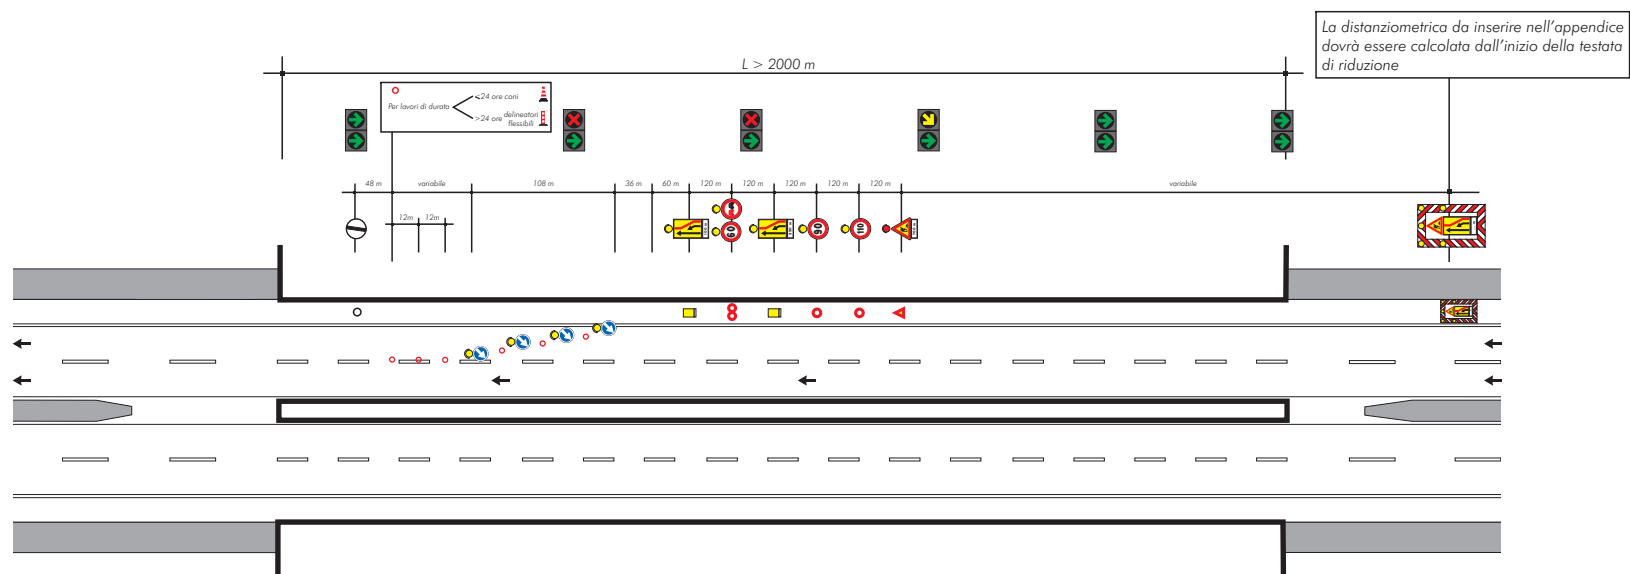 La distanziometrica da inserire nell'appendice
dovrà essere calcolata dall'inizio della testata
di riduzione
L > 2000 m
Per lavori di durata
<24 ore coni
>24 ore delineatori
flessibili
48 m
variabile
108 m
36 m
60 m
120 m
120 m
120 m
120 m
120 m
variabile
12m
12m
60
90
110